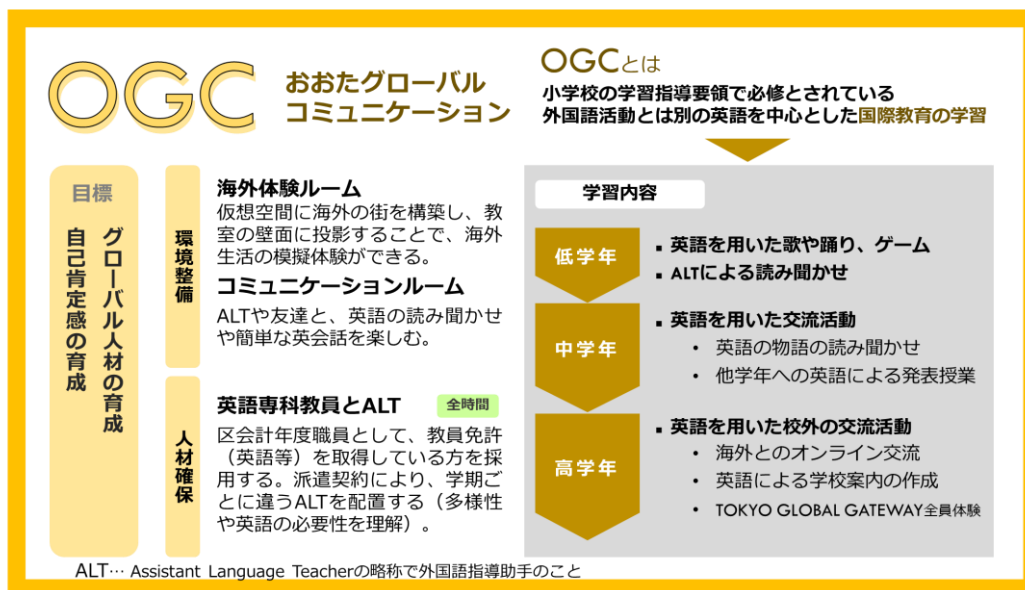 OGC
おおたグローバル
コミュニケーション
OGCとは
小学校の学習指導要領で必修とされている
外国語活動とは別の英語を中心とした国際教育の学習
目標
グローバル人材の育成
自己肯定感の育成
環境整備
海外体験ルーム
仮想空間に海外の街を構築し、教
室の壁面に投影することで、海外
生活の模擬体験ができる。
コミュニケーションルーム
ALTや友達と、英語の読み聞かせ
や簡単な英会話を楽しむ。
人材確保
英語専科教員とALT
全時間
区会計年度職員として、教員免許
（英語等）を取得している方を採
用する。派遣契約により、学期ご
とに違うALTを配置する（多様性
や英語の必要性を理解）。
学習内容
低学年
▪ 英語を用いた歌や踊り、ゲーム
▪ ALTによる読み聞かせ
中学年
▪ 英語を用いた交流活動
• 英語の物語の読み聞かせ
• 他学年への英語による発表授業
高学年
▪ 英語を用いた校外の交流活動
• 海外とのオンライン交流
• 英語による学校案内の作成
• TOKYO GLOBAL GATEWAY全員体験
ALT… Assistant Language Teacherの略称で外国語指導助手のこと